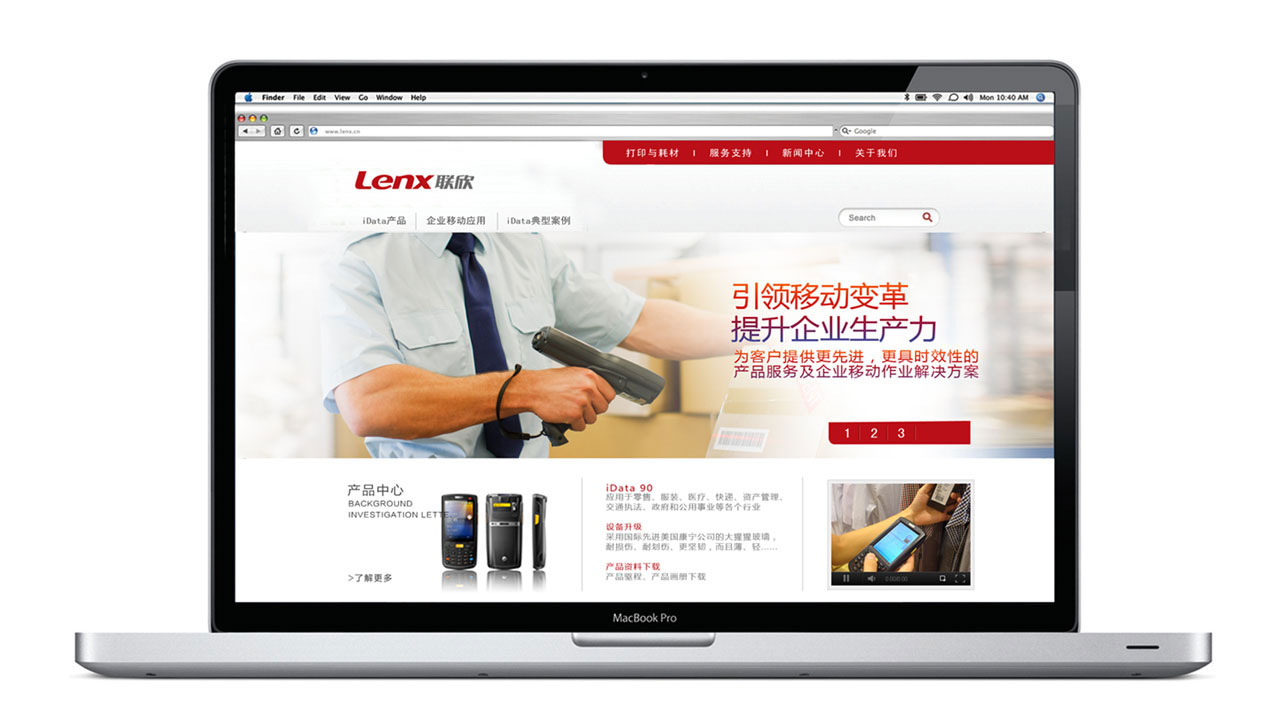 Finder File Edit View Go Window Help
Mon 10:40 AM
www.lenx.cn
Google
打印与耗材 | 服务支持 | 新闻中心 | 关于我们
Lenx联欣
iData产品 | 企业移动应用 | iData典型案例
Search
引领移动变革
提升企业生产力
为客户提供更先进，更具时效性的
产品服务及企业移动作业解决方案
1 2 3
产品中心
BACKGROUND
INVESTIGATION LETTE
>了解更多
iData 90
应用于零售、服装、医疗、快递、资产管理、
交通执法、政府和公用事业等各个行业
设备升级
采用国际先进美国康宁公司的大猩猩玻璃，
耐损伤、耐划伤、更坚韧，而且薄、轻……
产品资料下载
产品驱程、产品画册下载
MacBook Pro